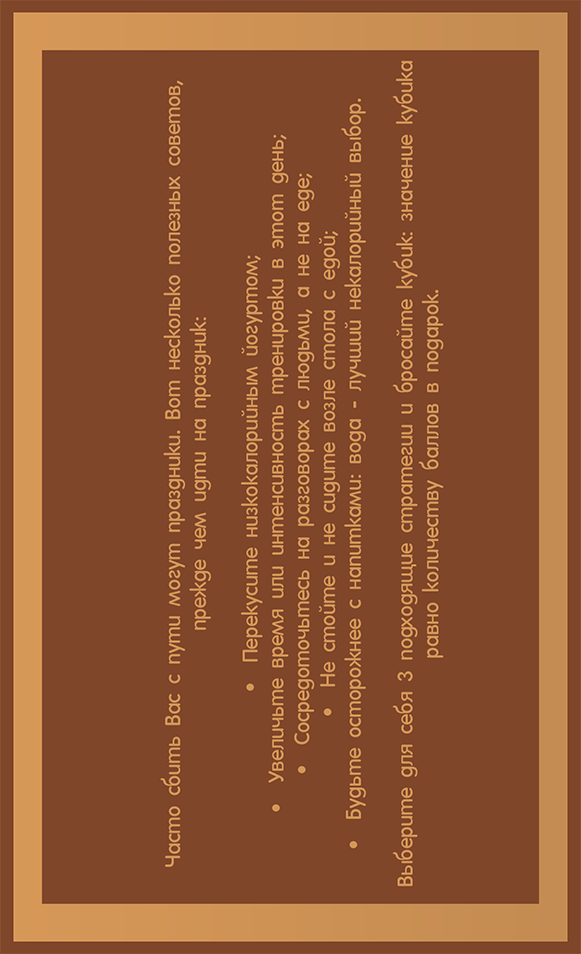 Часто сбить Вас с пути могут праздники. Вот несколько полезных советов,
прежде чем идти на праздник:
• Перекусите низкокалорийным йогуртом;
• Увеличьте время или интенсивность тренировки в этот день;
• Сосредоточьтесь на разговорах с людьми, а не на еде;
• Не стойте и не сидите возле стола с едой;
• Будьте осторожнее с напитками: вода - лучший некалорийный выбор.
Выберите для себя 3 подходящие стратегии и бросайте кубик: значение кубика
равно количеству баллов в подарок.